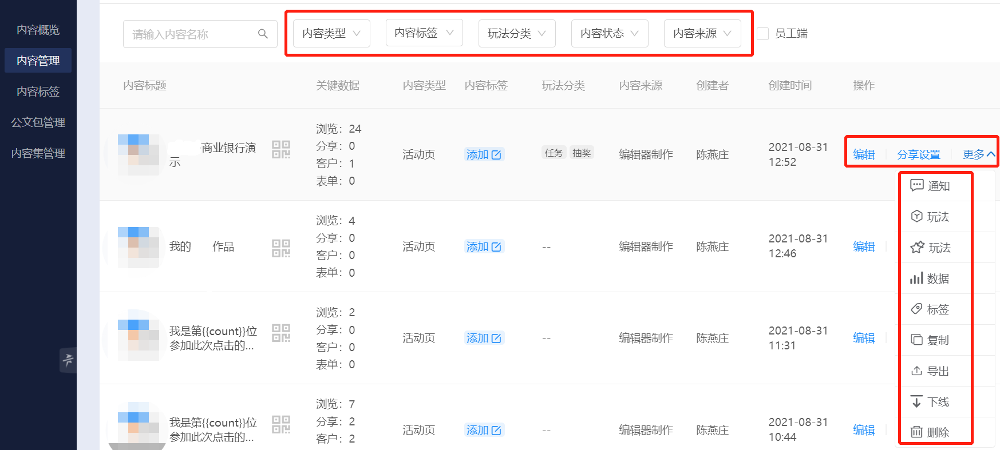 内容概览
内容管理
内容标签
公文包管理
内容集管理
请输入内容名称
内容类型
内容标签
玩法分类
内容状态
内容来源
员工端
内容标题
关键数据
内容类型
内容标签
玩法分类
内容来源
创建者
创建时间
操作
商业银行演
示
浏览：24
分享：0
客户：1
表单：0
活动页
添加
任务 抽奖
编辑器制作
陈燕庄
2021-08-31
12:52
编辑
分享设置
更多
通知
玩法
玩法
数据
标签
复制
导出
下线
删除
我的 作品
浏览：4
分享：0
客户：0
表单：0
活动页
添加
--
编辑器制作
陈燕庄
2021-08-31
12:46
编辑
我是第{{count}}位
参加此次点击的...
浏览：2
分享：0
客户：0
表单：0
活动页
添加
--
编辑器制作
陈燕庄
2021-08-31
11:31
编辑
我是第{{count}}位
参加此次点击的...
浏览：7
分享：2
客户：2
活动页
添加
--
编辑器制作
陈燕庄
2021-08-31
10:44
编辑